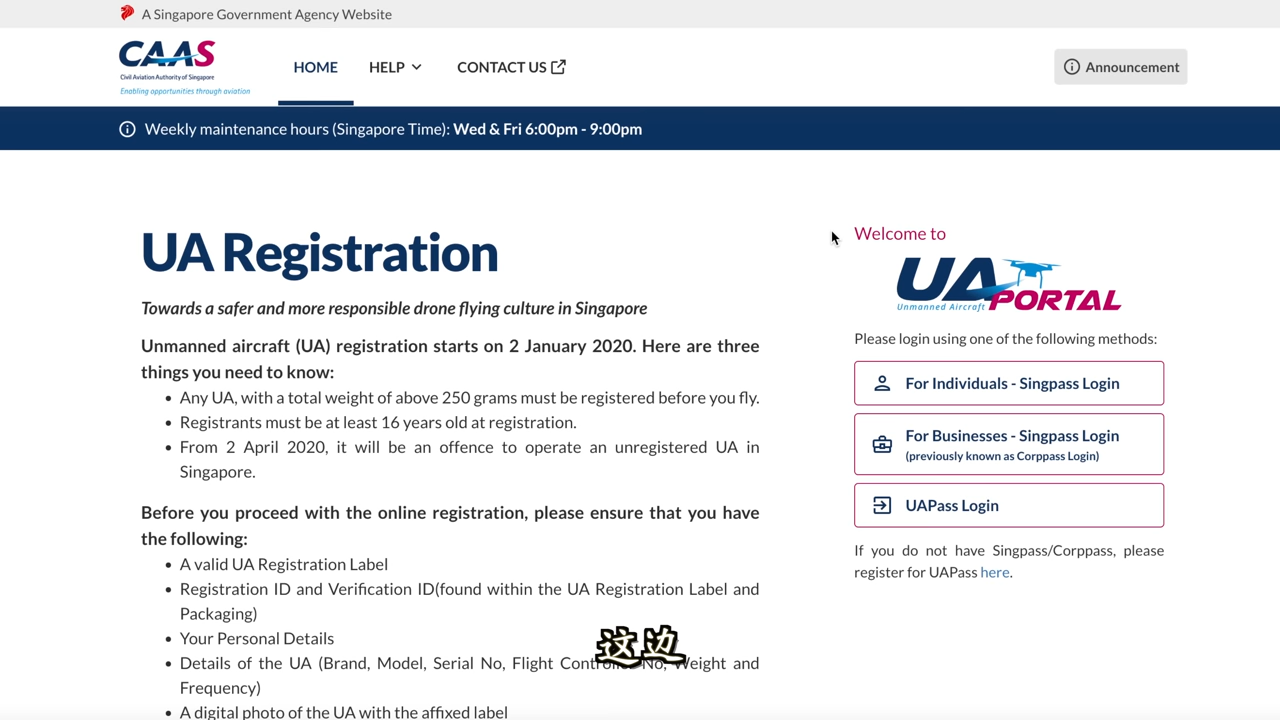 A Singapore Government Agency Website
CAAS
Civil Aviation Authority of Singapore
Enabling opportunities through aviation
HOME
HELP
CONTACT US
Announcement
Weekly maintenance hours (Singapore Time): Wed & Fri 6:00pm - 9:00pm
UA Registration
Towards a safer and more responsible drone flying culture in Singapore
Unmanned aircraft (UA) registration starts on 2 January 2020. Here are three
things you need to know:
• Any UA, with a total weight of above 250 grams must be registered before you fly.
• Registrants must be at least 16 years old at registration.
• From 2 April 2020, it will be an offence to operate an unregistered UA in
Singapore.
Before you proceed with the online registration, please ensure that you have
the following:
• A valid UA Registration Label
• Registration ID and Verification ID(found within the UA Registration Label and
Packaging)
• Your Personal Details
• Details of the UA (Brand, Model, Serial No, Flight Controller No, Weight and
Frequency)
• A digital photo of the UA with the affixed label
这边
Welcome to
UA PORTAL
Unmanned Aircraft
Please login using one of the following methods:
For Individuals - Singpass Login
For Businesses - Singpass Login
(previously known as Corppass Login)
UAPass Login
If you do not have Singpass/Corppass, please
register for UAPass here.